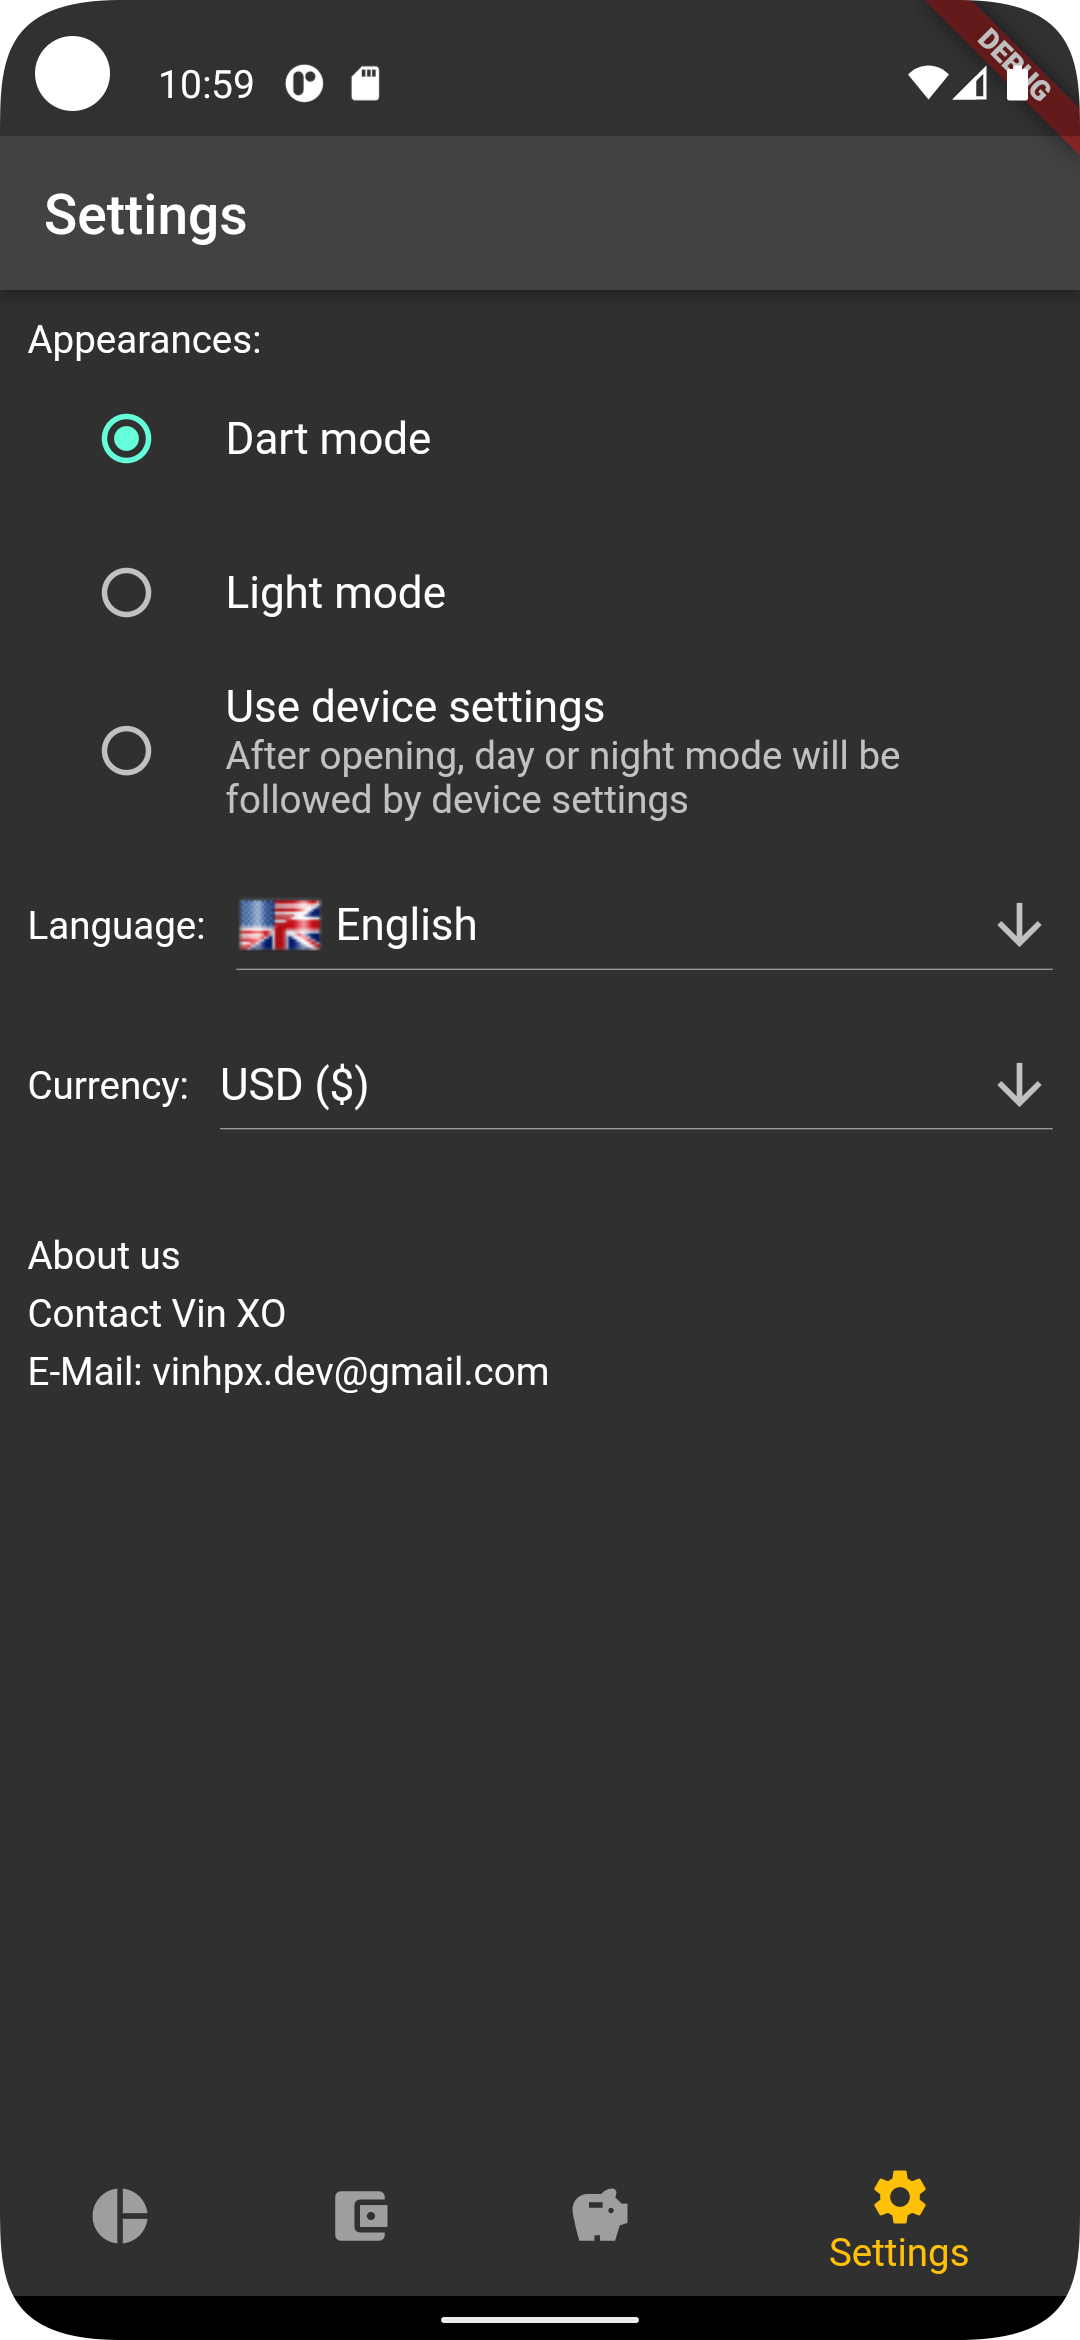 10:59
DEBUG
Settings
Appearances:
Dart mode
Light mode
Use device settings
After opening, day or night mode will be
followed by device settings
Language: English
Currency: USD ($)
About us
Contact Vin XO
E-Mail: vinhpx.dev@gmail.com
Settings